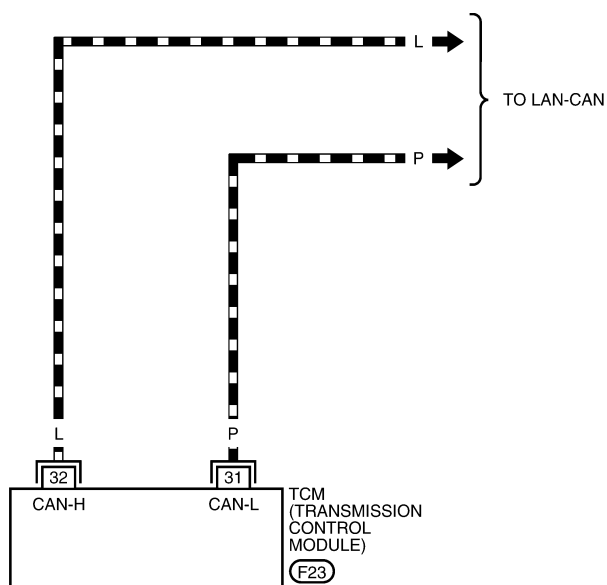 L
TO LAN-CAN
P
L
P
32
31
CAN-H
CAN-L
TCM
(TRANSMISSION
CONTROL
MODULE)
F23